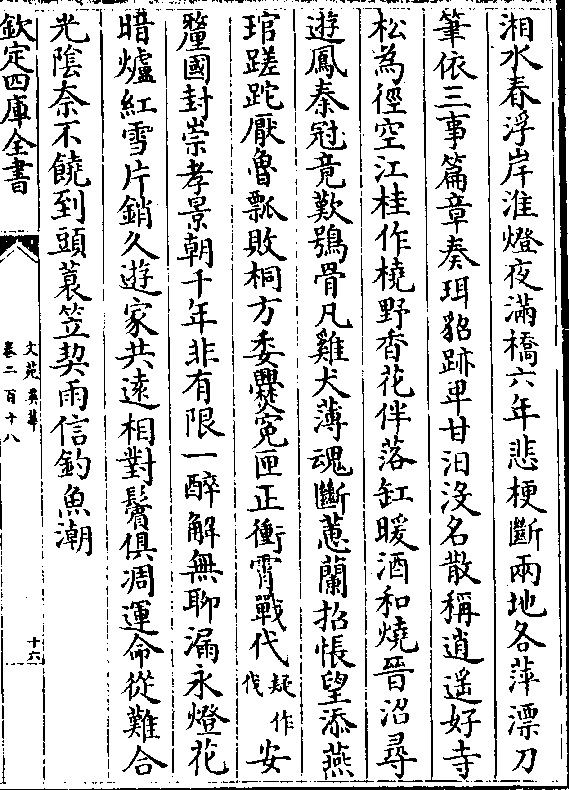 湘水春浮岸淮燈夜滿橋六年悲梗斷兩地各萍漂刀
筆依三事篇章奏珥貂跡卑甘汩没名散稱逍遥好寺
松為徑空江桂作橈野香花伴落缸暖酒和燒晉沼尋
遊鳳秦冠竟歎鴞骨凡雞犬薄魂斷蕙蘭招悵望添燕
琯蹉跎厭魯瓢敗桐方委爨寃匣正衝霄戰代疑作伐安
釐國封崇孝景朝千年非有限一醉解無聊漏永燈花
暗爐紅雪片銷久遊家共遠相對鬢俱凋運命從難合
光陰奈不饒到頭蓑笠契雨信釣魚潮
欽定四庫全書
文苑英華
卷二百十八
十六